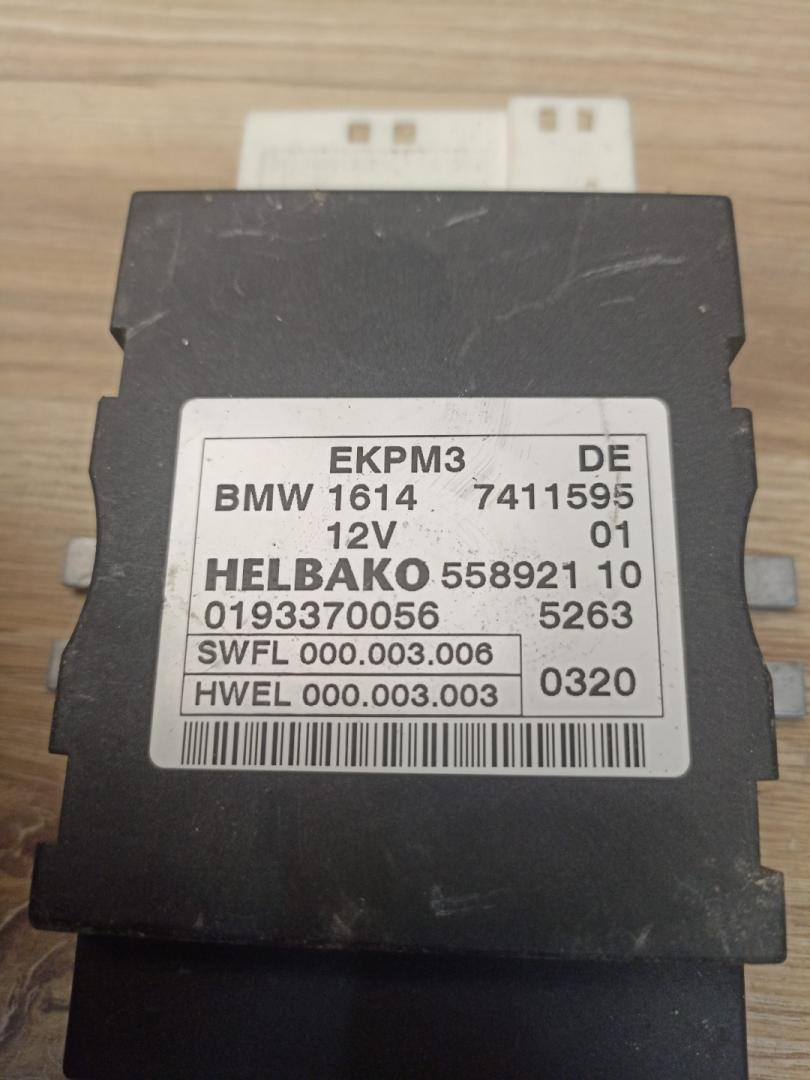 EKPM3 DE
BMW 1614 7411595
12V 01
HELBAKO 558921 10
0193370056 5263
SWFL 000.003.006
HWEL 000.003.003 0320